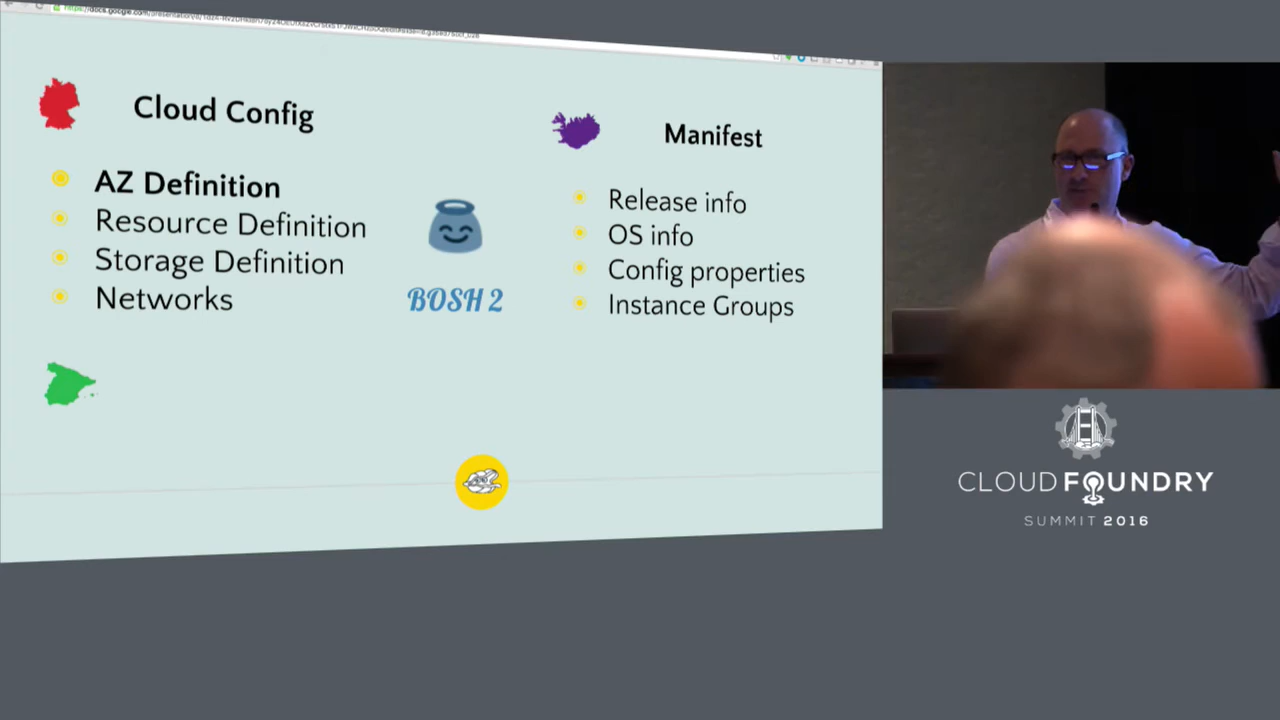 Cloud Config
AZ Definition
Resource Definition
Storage Definition
Networks
BOSH 2
Manifest
Release info
OS info
Config properties
Instance Groups
CLOUD FOUNDRY
SUMMIT 2016